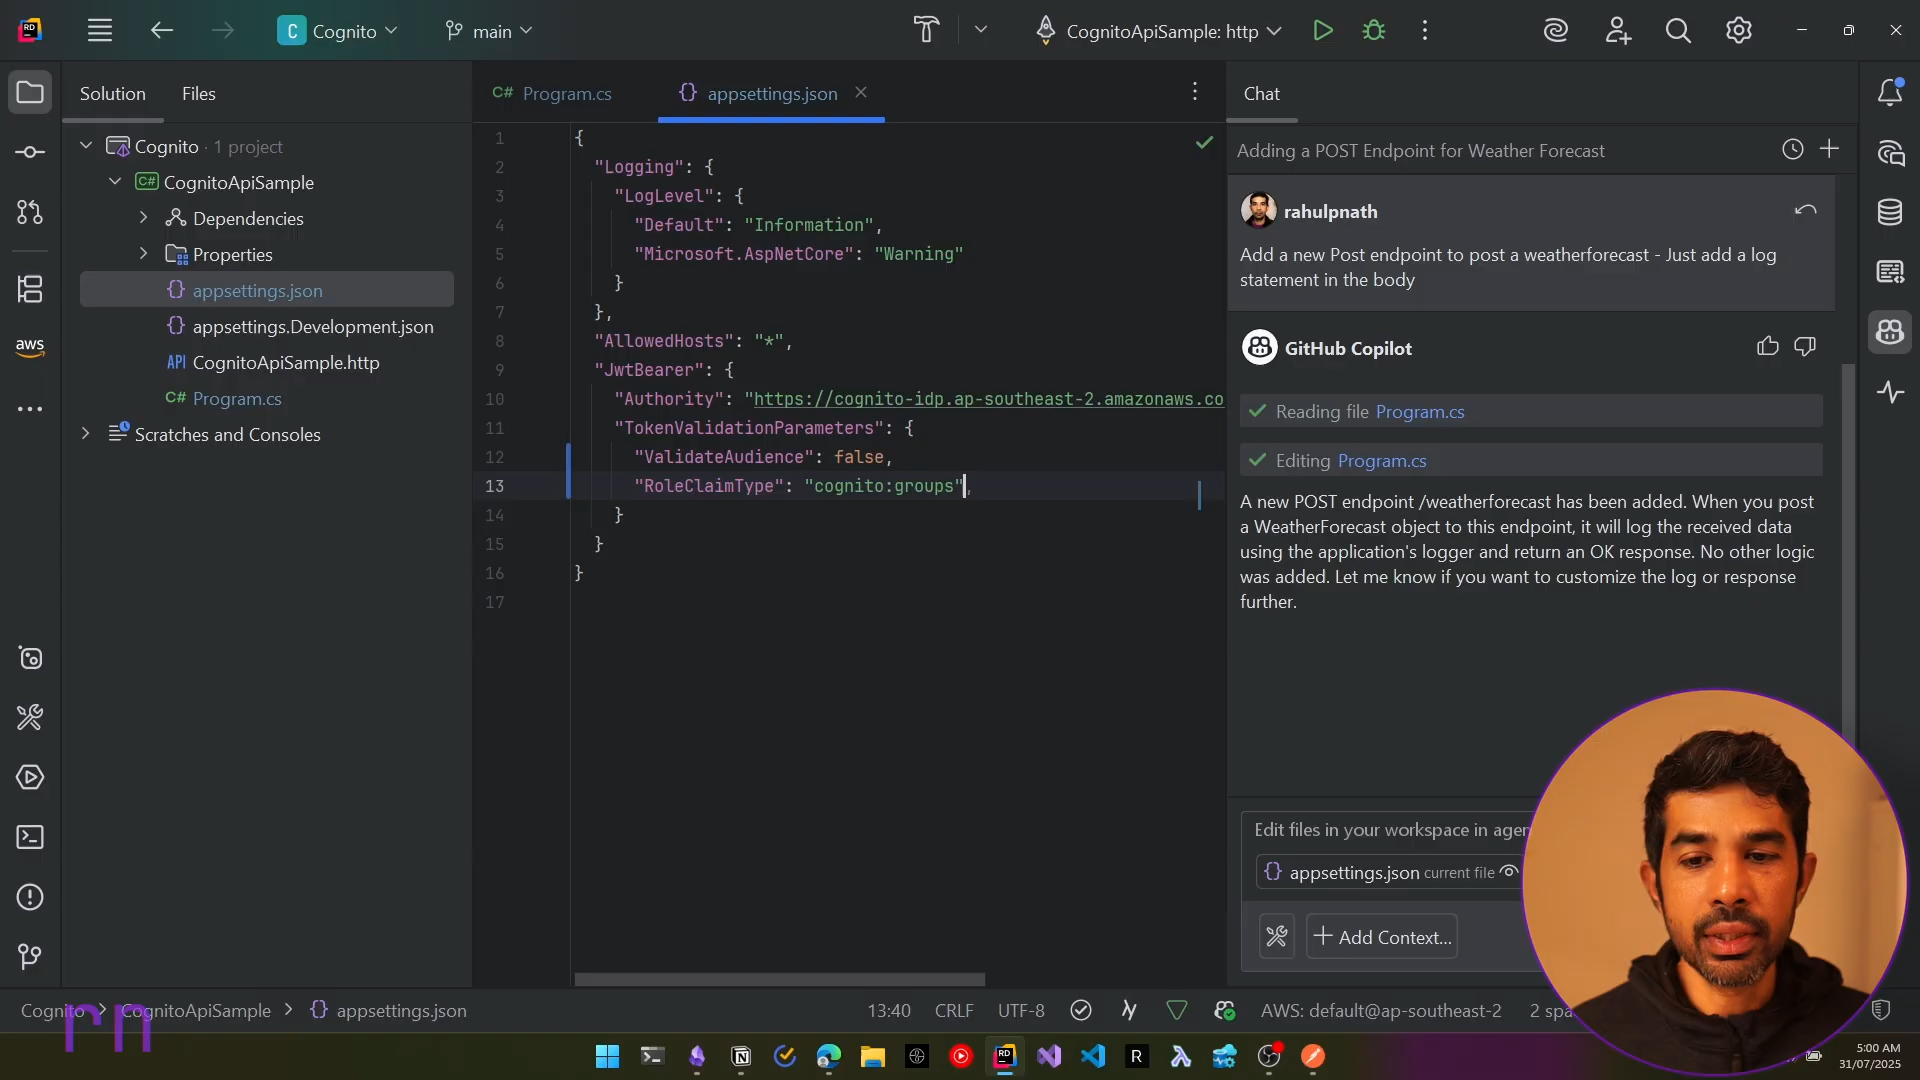 RD
C Cognito
main
CognitoApiSample: http
Solution
Files
Cognito · 1 project
C# CognitoApiSample
Dependencies
Properties
{} appsettings.json
{} appsettings.Development.json
API CognitoApiSample.http
C# Program.cs
Scratches and Consoles
aws
C# Program.cs
{} appsettings.json
1 {
2 "Logging": {
3 "LogLevel": {
4 "Default": "Information",
5 "Microsoft.AspNetCore": "Warning"
6 }
7 },
8 "AllowedHosts": "*",
9 "JwtBearer": {
10 "Authority": "https://cognito-idp.ap-southeast-2.amazonaws.co
11 "TokenValidationParameters": {
12 "ValidateAudience": false,
13 "RoleClaimType": "cognito:groups",
14 }
15 }
16 }
17
Chat
Adding a POST Endpoint for Weather Forecast
rahulpnath
Add a new Post endpoint to post a weatherforecast - Just add a log
statement in the body
GitHub Copilot
Reading file Program.cs
Editing Program.cs
A new POST endpoint /weatherforecast has been added. When you post
a WeatherForecast object to this endpoint, it will log the received data
using the application's logger and return an OK response. No other logic
was added. Let me know if you want to customize the log or response
further.
Edit files in your workspace in agen
{} appsettings.json current file
Add Context...
Cognito
CognitoApiSample
{} appsettings.json
13:40
CRLF
UTF-8
AWS: default@ap-southeast-2
2 spa
rn
RD
R
5:00 AM
31/07/2025